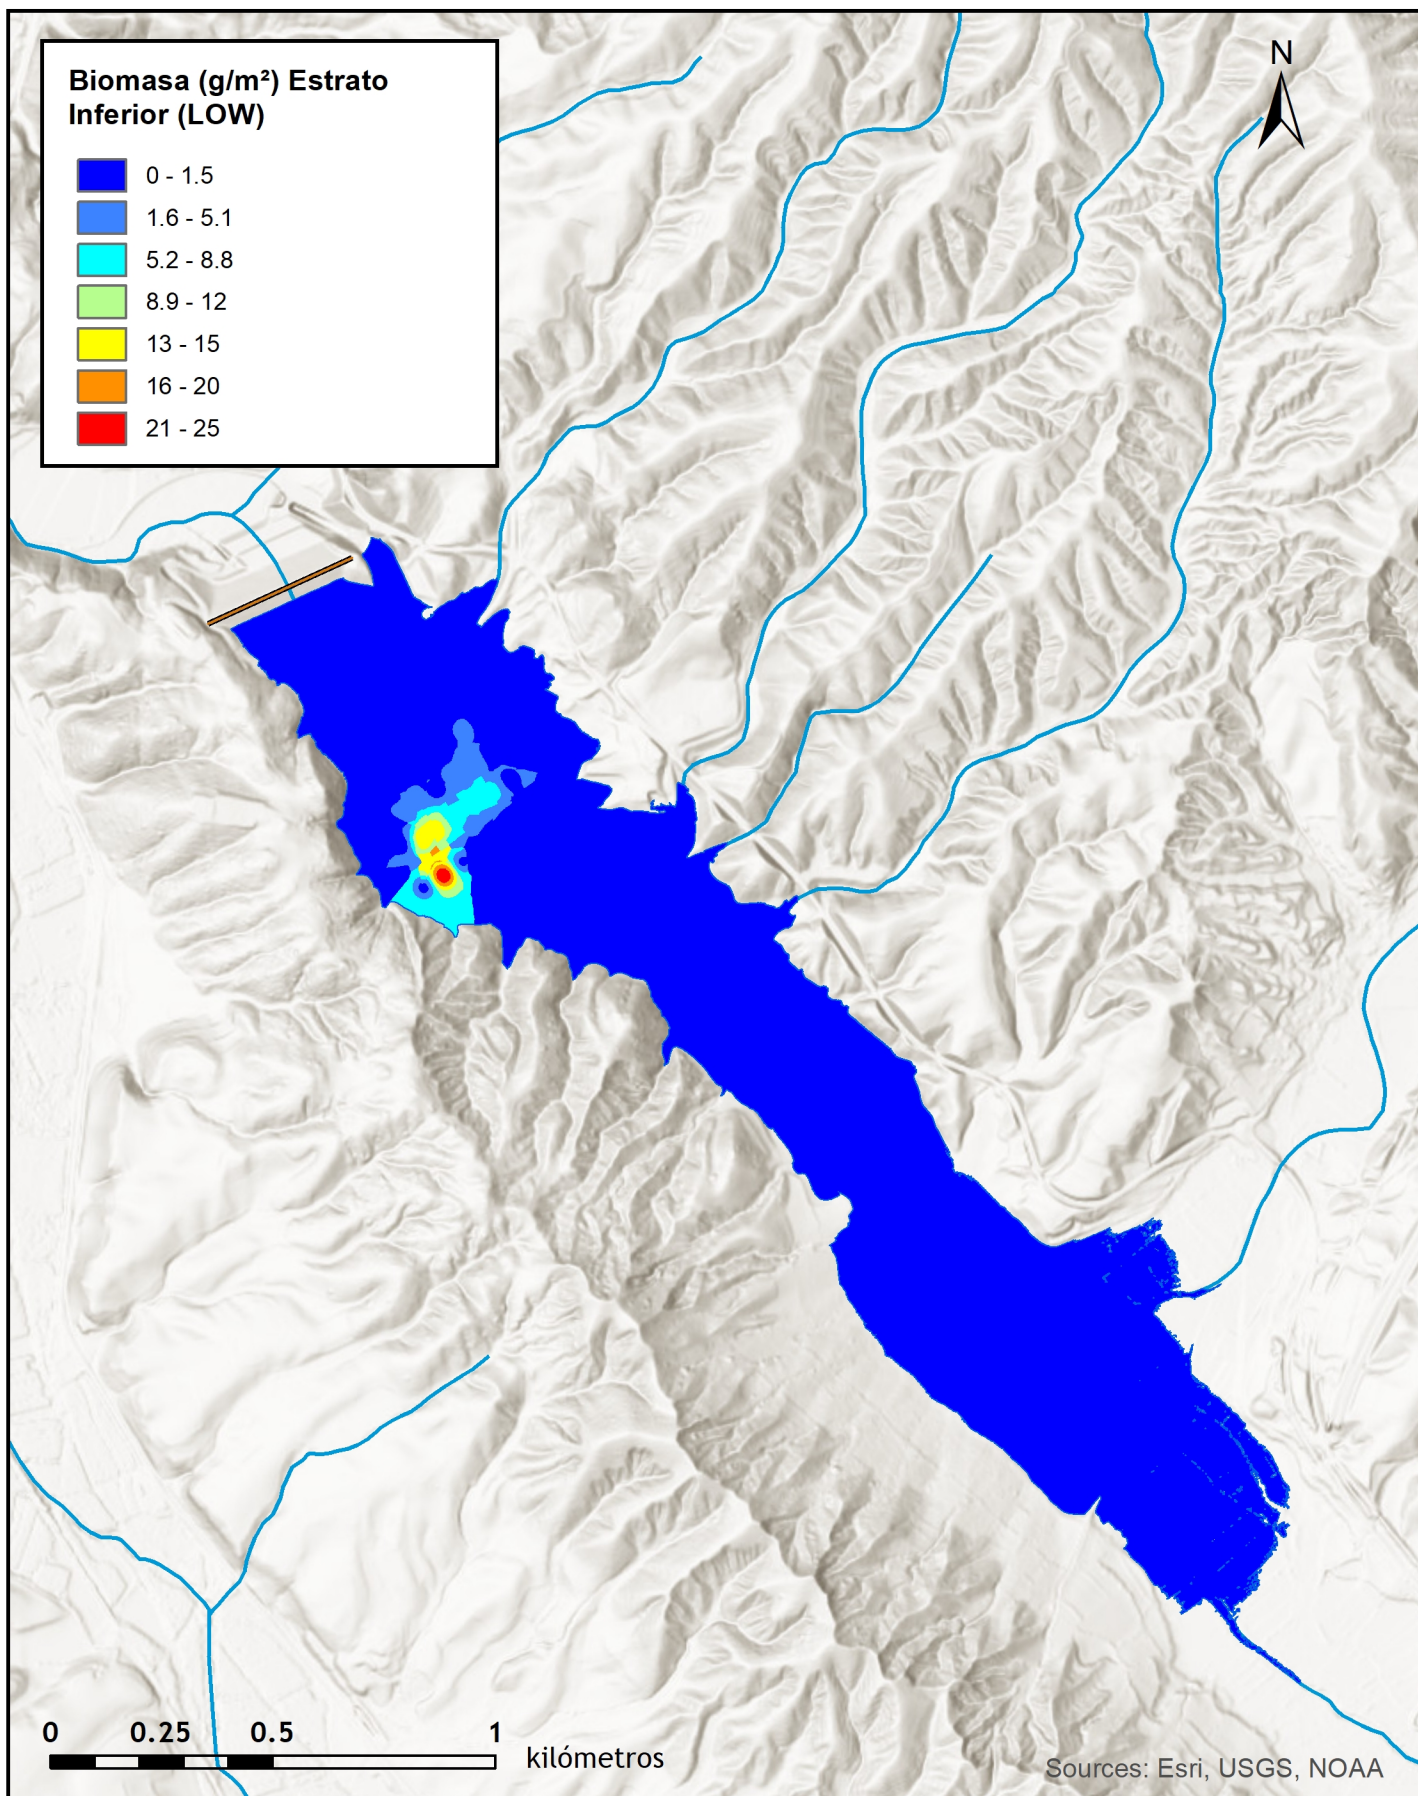 Biomasa (g/m²) Estrato
Inferior (LOW)
0 - 1.5
1.6 - 5.1
5.2 - 8.8
8.9 - 12
13 - 15
16 - 20
21 - 25
N
0 0.25 0.5 1
kilómetros
Sources: Esri, USGS, NOAA